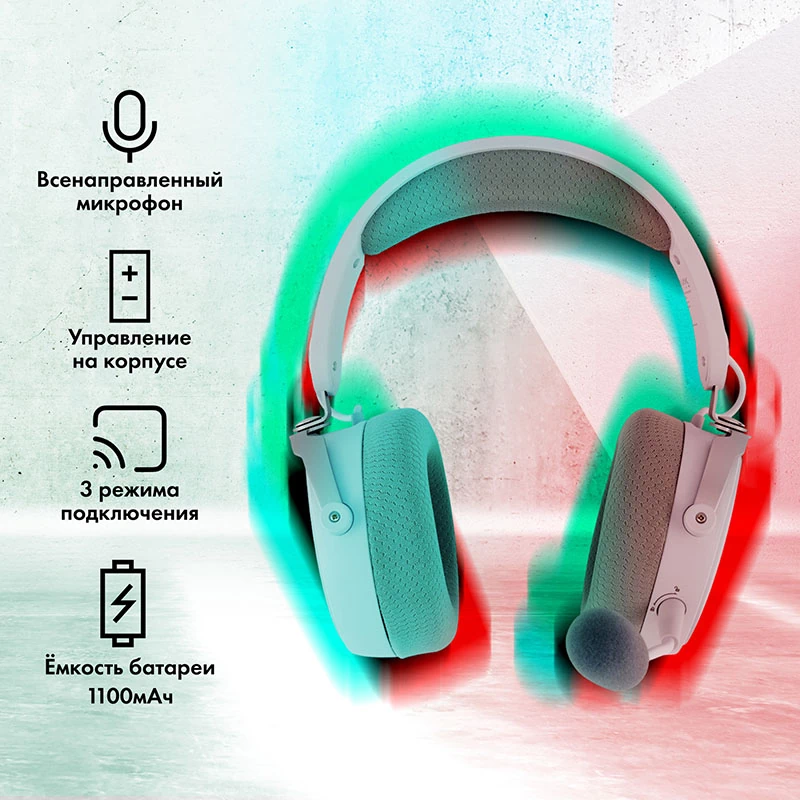 Всенаправленный
микрофон
Управление
на корпусе
3 режима
подключения
Ёмкость батареи
1100мАч